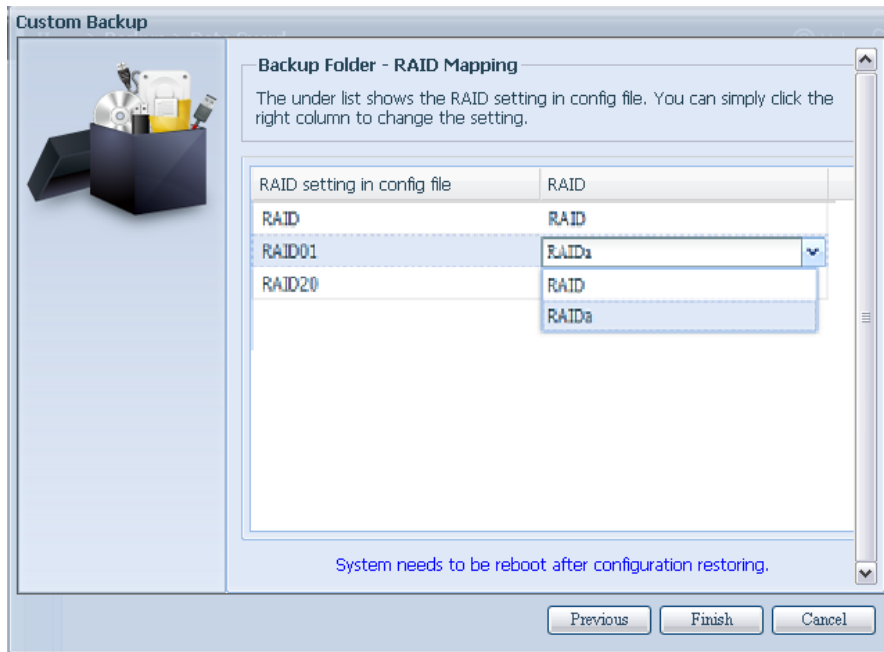 Custom Backup
Backup Folder - RAID Mapping
The under list shows the RAID setting in config file. You can simply click the
right column to change the setting.
RAID setting in config file RAID
RAID RAID
RAID01 RAIDa
RAID20 RAID
RAIDa
System needs to be reboot after configuration restoring.
Previous Finish Cancel